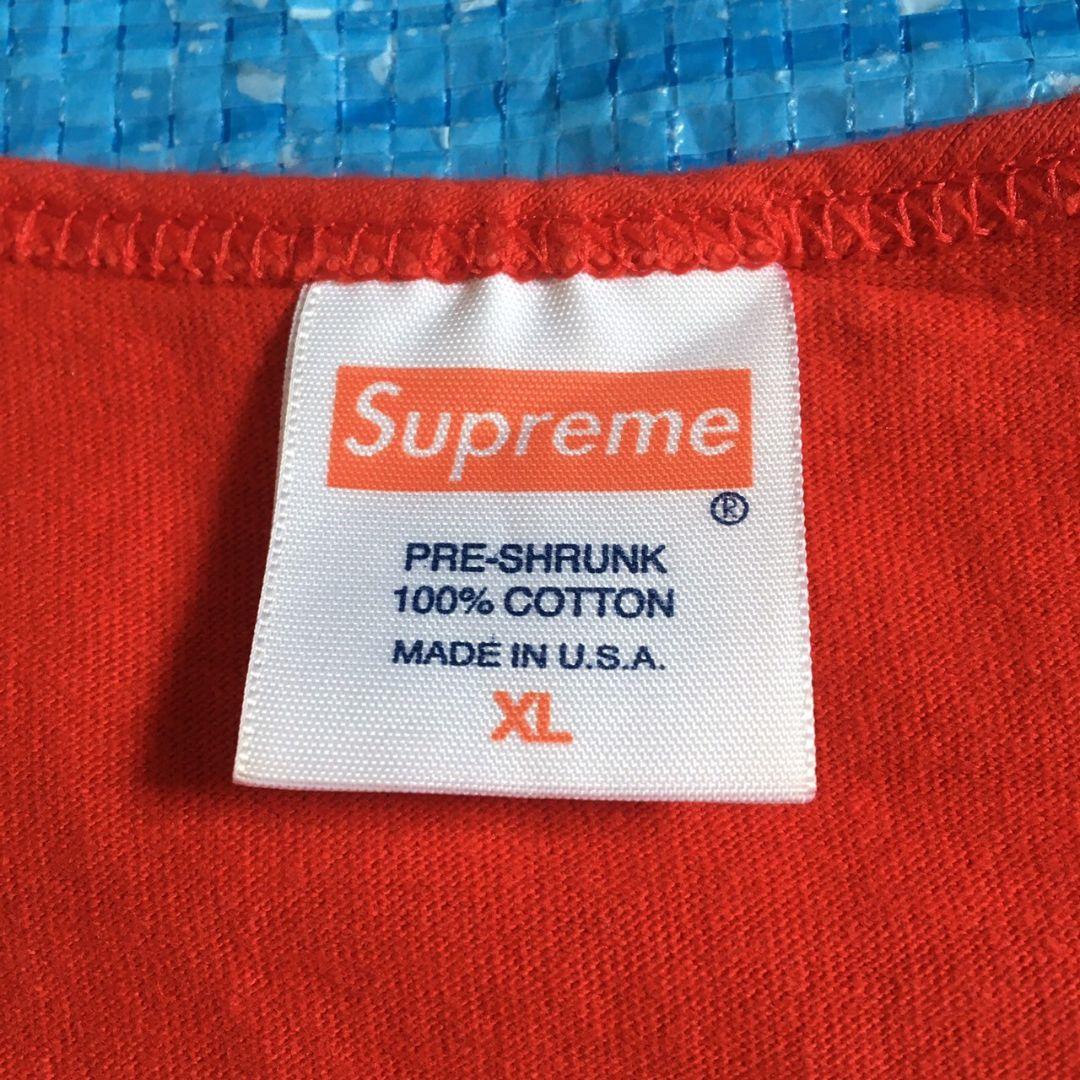 Supreme
®
PRE-SHRUNK
100% COTTON
MADE IN U.S.A.
XL